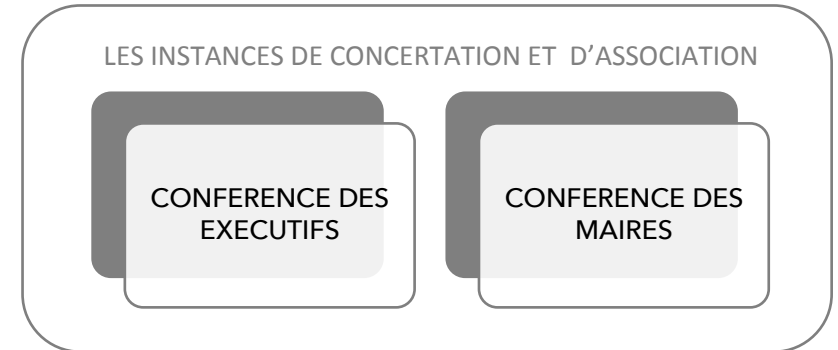 LES INSTANCES DE CONCERTATION ET D’ASSOCIATION
CONFERENCE DES
EXECUTIFS
CONFERENCE DES
MAIRES